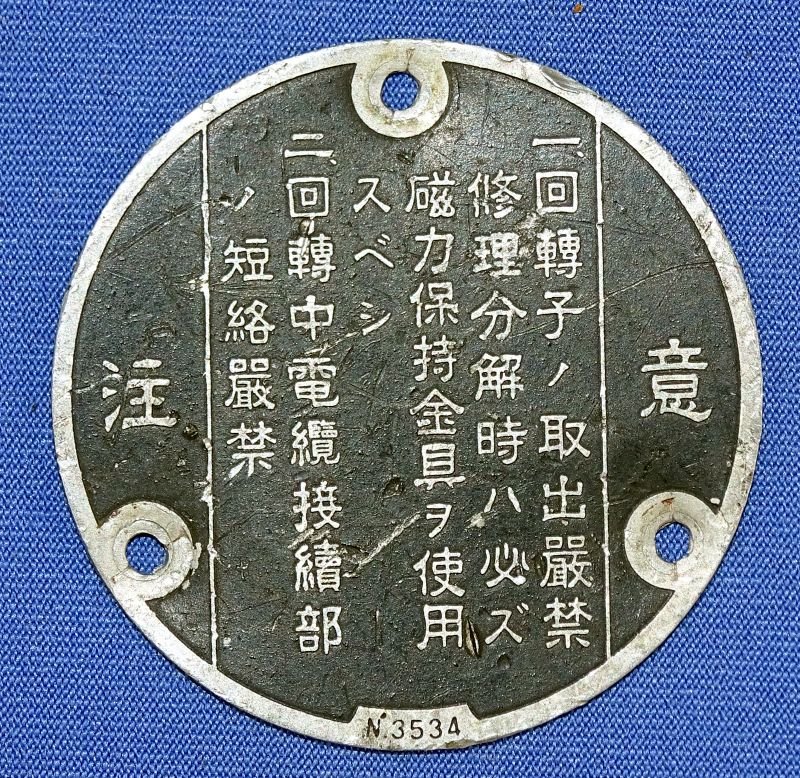 注意
一、回轉子ノ取出嚴禁
修理分解時ハ必ズ
磁力保持金具ヲ使用
スベシ
二、回轉中電纜接續部
ノ短絡嚴禁
N.3534